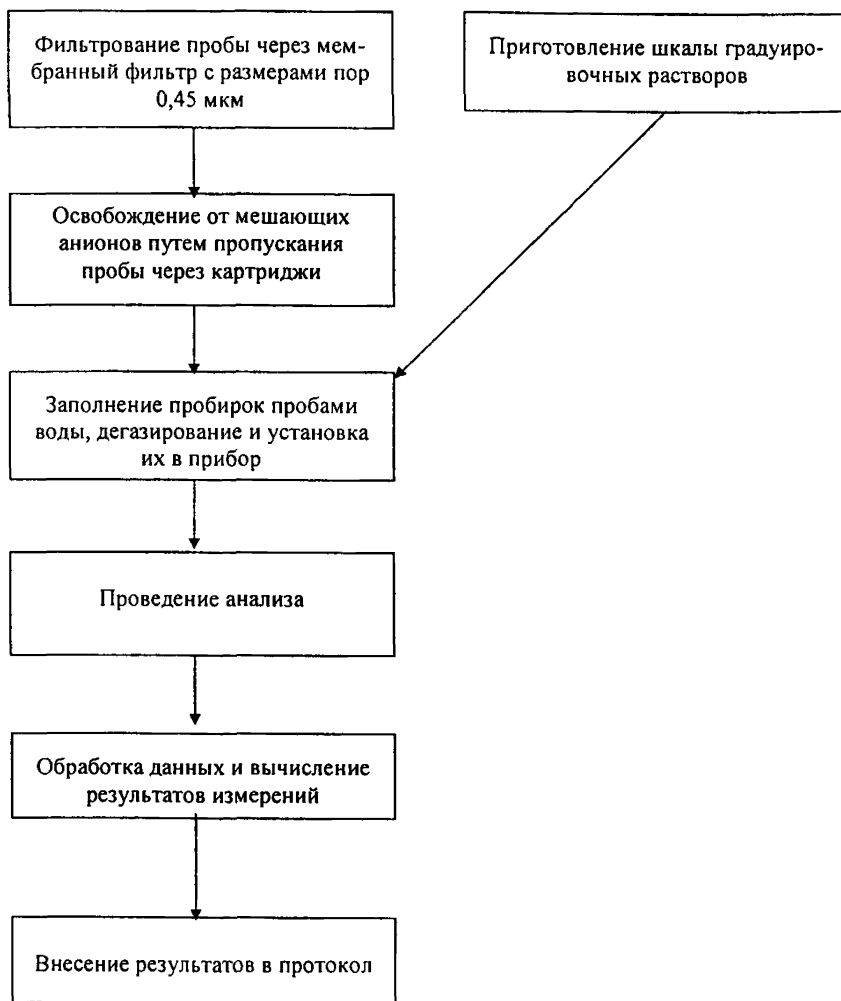 Фильтрование пробы через мем-
бранный фильтр с размерами пор
0,45 мкм
Приготовление шкалы градуиро-
вочных растворов
Освобождение от мешающих
анионов путем пропускания
пробы через картриджи
Заполнение пробирок пробами
воды, дегазирование и установка
их в прибор
Проведение анализа
Обработка данных и вычисление
результатов измерений
Внесение результатов в протокол